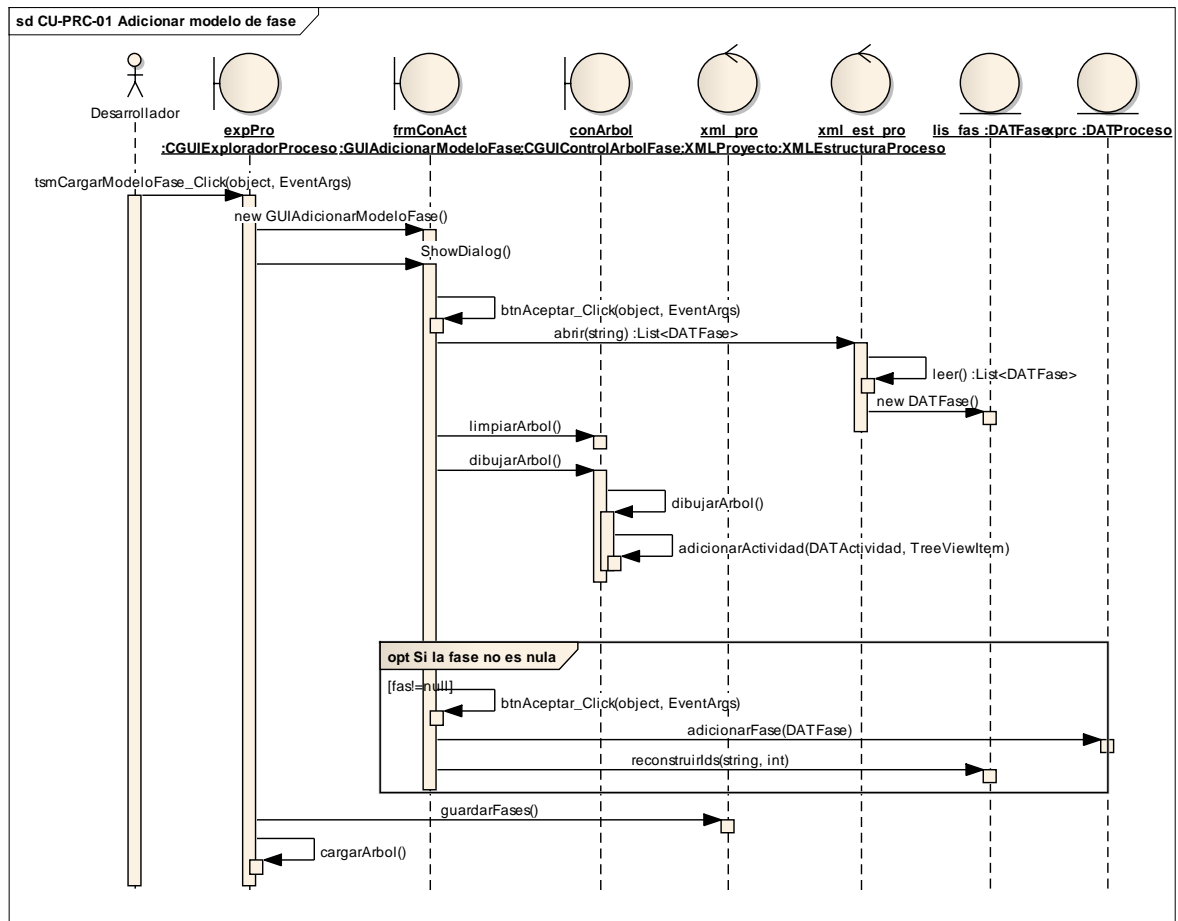 sd CU-PRC-01 Adicionar modelo de fase
Desarrollador
expPro
:CGUIExploradorProceso
frmConAct
:GUIAdicionarModeloFase
conArbol
:CGUIControlArbolFase
xml_pro
:XMLProyecto
xml_est_pro
:XMLEstructuraProceso
lis_fas :DATFase
xprc :DATProceso
tsmCargarModeloFase_Click(object, EventArgs)
new GUIAdicionarModeloFase()
ShowDialog()
btnAceptar_Click(object, EventArgs)
abrir(string) :List<DATFase>
leer() :List<DATFase>
new DATFase()
limpiarArbol()
dibujarArbol()
dibujarArbol()
adicionarActividad(DATActividad, TreeViewItem)
opt Si la fase no es nula
[fas!=null]
btnAceptar_Click(object, EventArgs)
adicionarFase(DATFase)
reconstruirIds(string, int)
guardarFases()
cargarArbol()